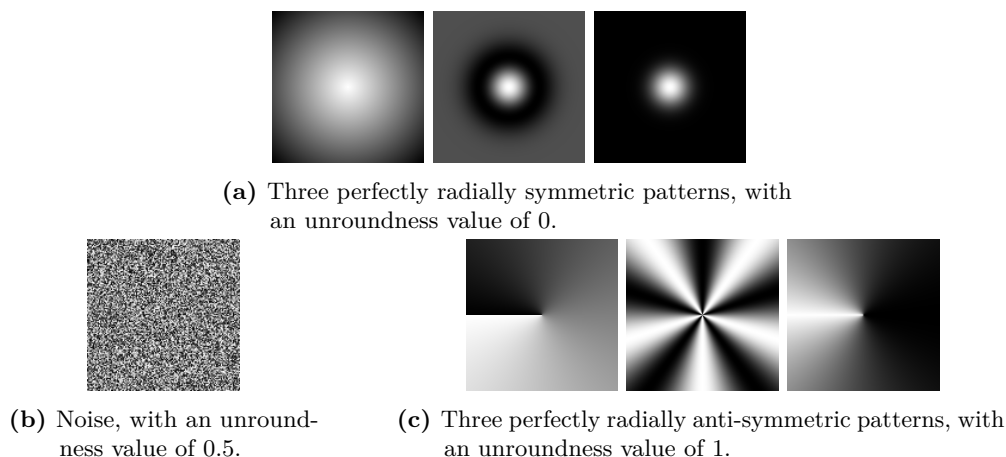 (a) Three perfectly radially symmetric patterns, with
an unroundness value of 0.
(b) Noise, with an unround-
ness value of 0.5.
(c) Three perfectly radially anti-symmetric patterns, with
an unroundness value of 1.